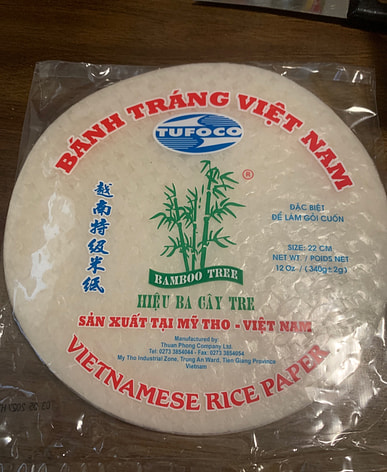 BÁNH TRÁNG VIỆT NAM
TUFOCO
®
越南特级米纸
ĐẶC BIỆT
ĐỂ LÀM GỎI CUỐN
SIZE: 22 CM
NET WT. / POIDS NET
12 Oz. / (340g±2g)
BAMBOO TREE
HIỆU BA CÂY TRE
SẢN XUẤT TẠI MỸ THO - VIỆT NAM
Manufactured by:
Thuan Phong Company Ltd.
Tel: 0273 3854044 - Fax: 0273 3854054
My Tho Industrial Zone, Trung An Ward, Tien Giang Province
Vietnam
VIETNAMESE RICE PAPER